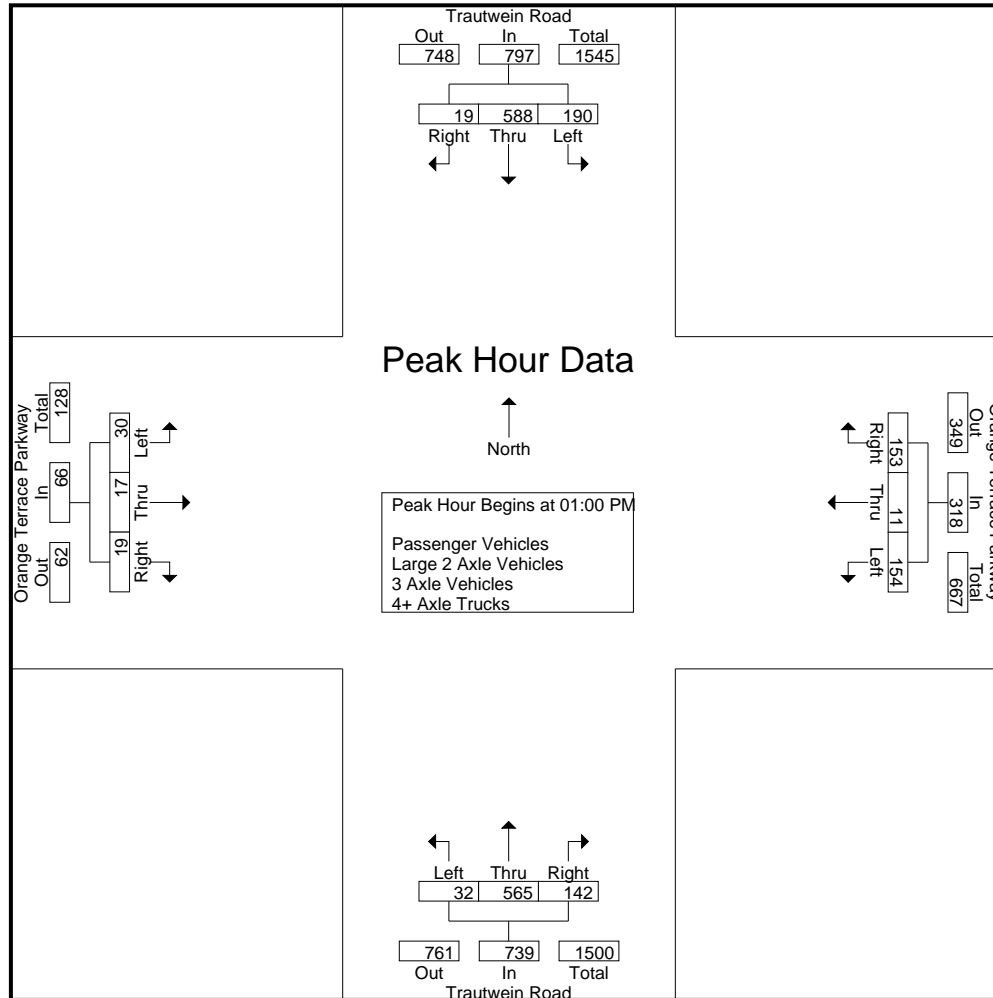 Trautwein Road
Out In Total
748 797 1545
19 588 190
Right Thru Left
Peak Hour Data
North
Peak Hour Begins at 01:00 PM
Passenger Vehicles
Large 2 Axle Vehicles
3 Axle Vehicles
4+ Axle Trucks
Orange Terrace Parkway
Out In Total
62 66 128
19 17 30
Right Thru Left
Orange Terrace Parkway
Out In Total
349 318 667
153 11 154
Right Thru Left
Left Thru Right
32 565 142
761 739 1500
Out In Total
Trautwein Road